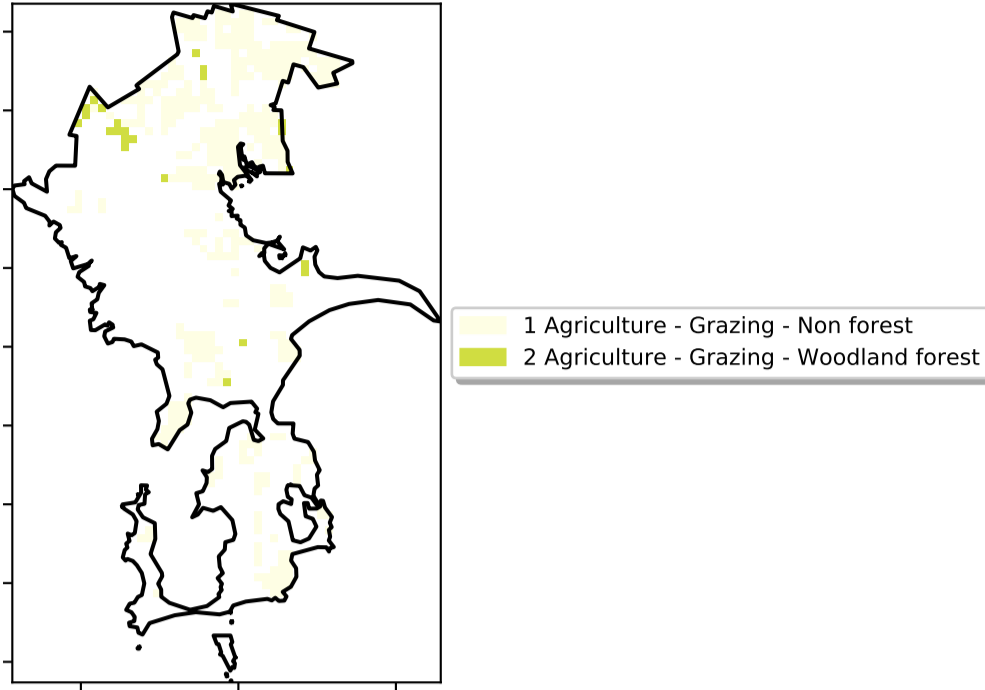 1 Agriculture - Grazing - Non forest
2 Agriculture - Grazing - Woodland forest